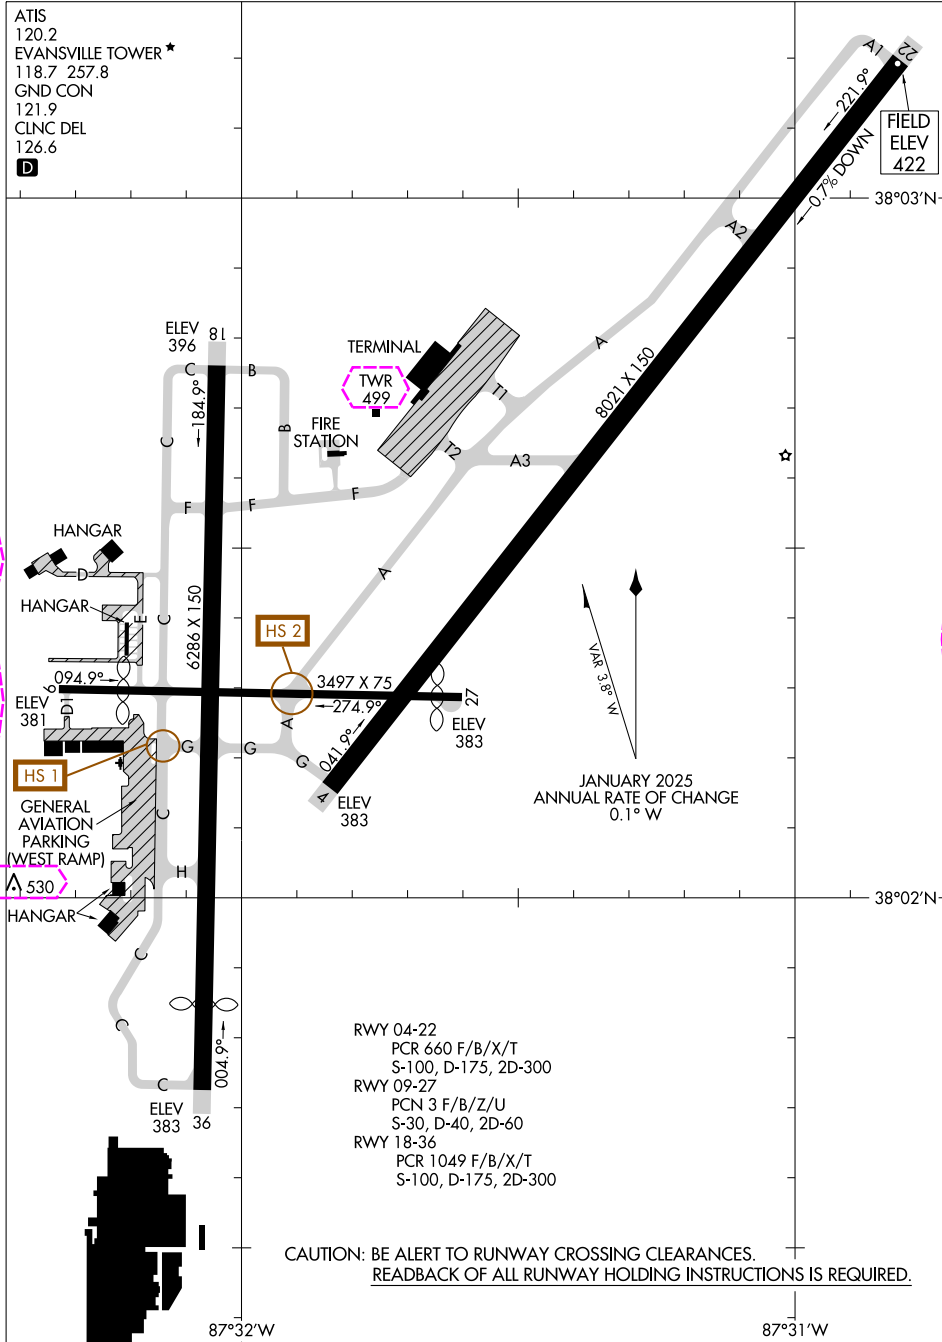 ATIS
120.2
EVANSVILLE TOWER★
118.7 257.8
GND CON
121.9
CLNC DEL
126.6
D
A1
22
221.9°
FIELD
ELEV
422
0.7% DOWN
38°03'N
A2
ELEV
396
18
TERMINAL
TWR
499
A
C
B
184.9°
T1
8021 X 150
FIRE
STATION
B
C
T2
A3
F
F
F
HANGAR
D
A
HANGAR
E
C
6286 X 150
HS 2
VAR 3.8° W
094.9°
9
3497 X 75
27
ELEV
381
D1
274.9°
A
ELEV
383
G
G
G
041.9°
HS 1
4
ELEV
383
JANUARY 2025
ANNUAL RATE OF CHANGE
0.1° W
GENERAL
AVIATION
PARKING
(WEST RAMP)
C
H
530
HANGAR
38°02'N
C
C
004.9°
C
ELEV
383
36
RWY 04-22
PCR 660 F/B/X/T
S-100, D-175, 2D-300
RWY 09-27
PCN 3 F/B/Z/U
S-30, D-40, 2D-60
RWY 18-36
PCR 1049 F/B/X/T
S-100, D-175, 2D-300
CAUTION: BE ALERT TO RUNWAY CROSSING CLEARANCES.
READBACK OF ALL RUNWAY HOLDING INSTRUCTIONS IS REQUIRED.
87°32'W
87°31'W